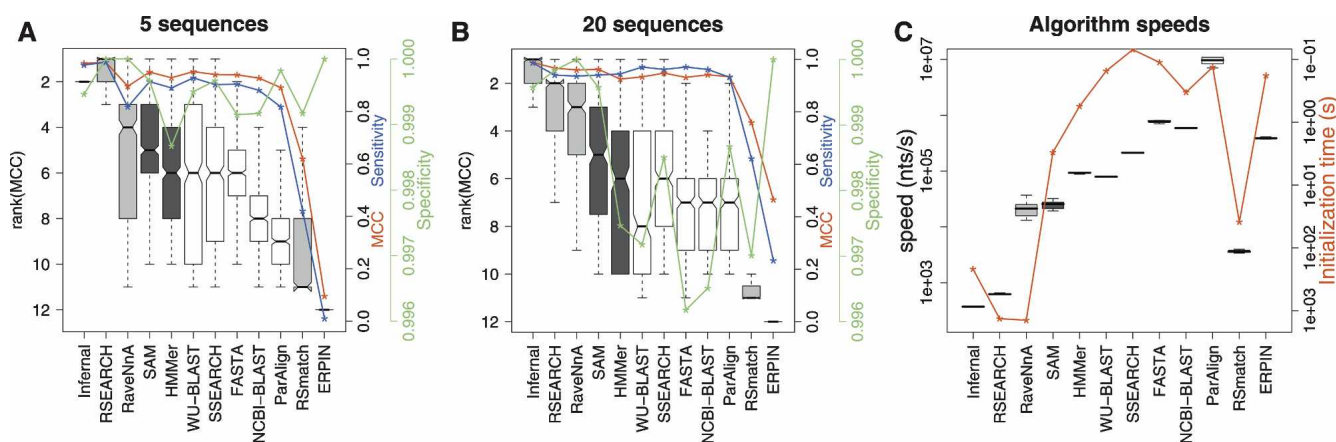 A
5 sequences
rank(MCC)
2
4
6
8
10
12
0.0
0.2
0.4
0.6
0.8
1.0
MCC
Sensitivity
0.996
0.997
0.998
0.999
1.000
Specificity
Internal
RSEARCH
RaveNnA
SAM
HMMer
WU−BLAST
SSEARCH
FASTA
NCBI−BLAST
ParAlign
RSmatch
ERPIN
B
20 sequences
rank(MCC)
2
4
6
8
10
12
0.0
0.2
0.4
0.6
0.8
1.0
MCC
Sensitivity
0.996
0.997
0.998
0.999
1.000
Specificity
Infernal
RSEARCH
RaveNnA
SAM
HMMer
WU−BLAST
SSEARCH
FASTA
NCBI−BLAST
ParAlign
RSmatch
ERPIN
C
Algorithm speeds
speed (nts/s)
1e+03
1e+05
1e+07
1e−01
1e+00
1e+01
1e+02
1e+03
Initialization time (s)
Infernal
RSEARCH
RaveNnA
SAM
HMMer
WU−BLAST
SSEARCH
FASTA
NCBI−BLAST
ParAlign
RSmatch
ERPIN